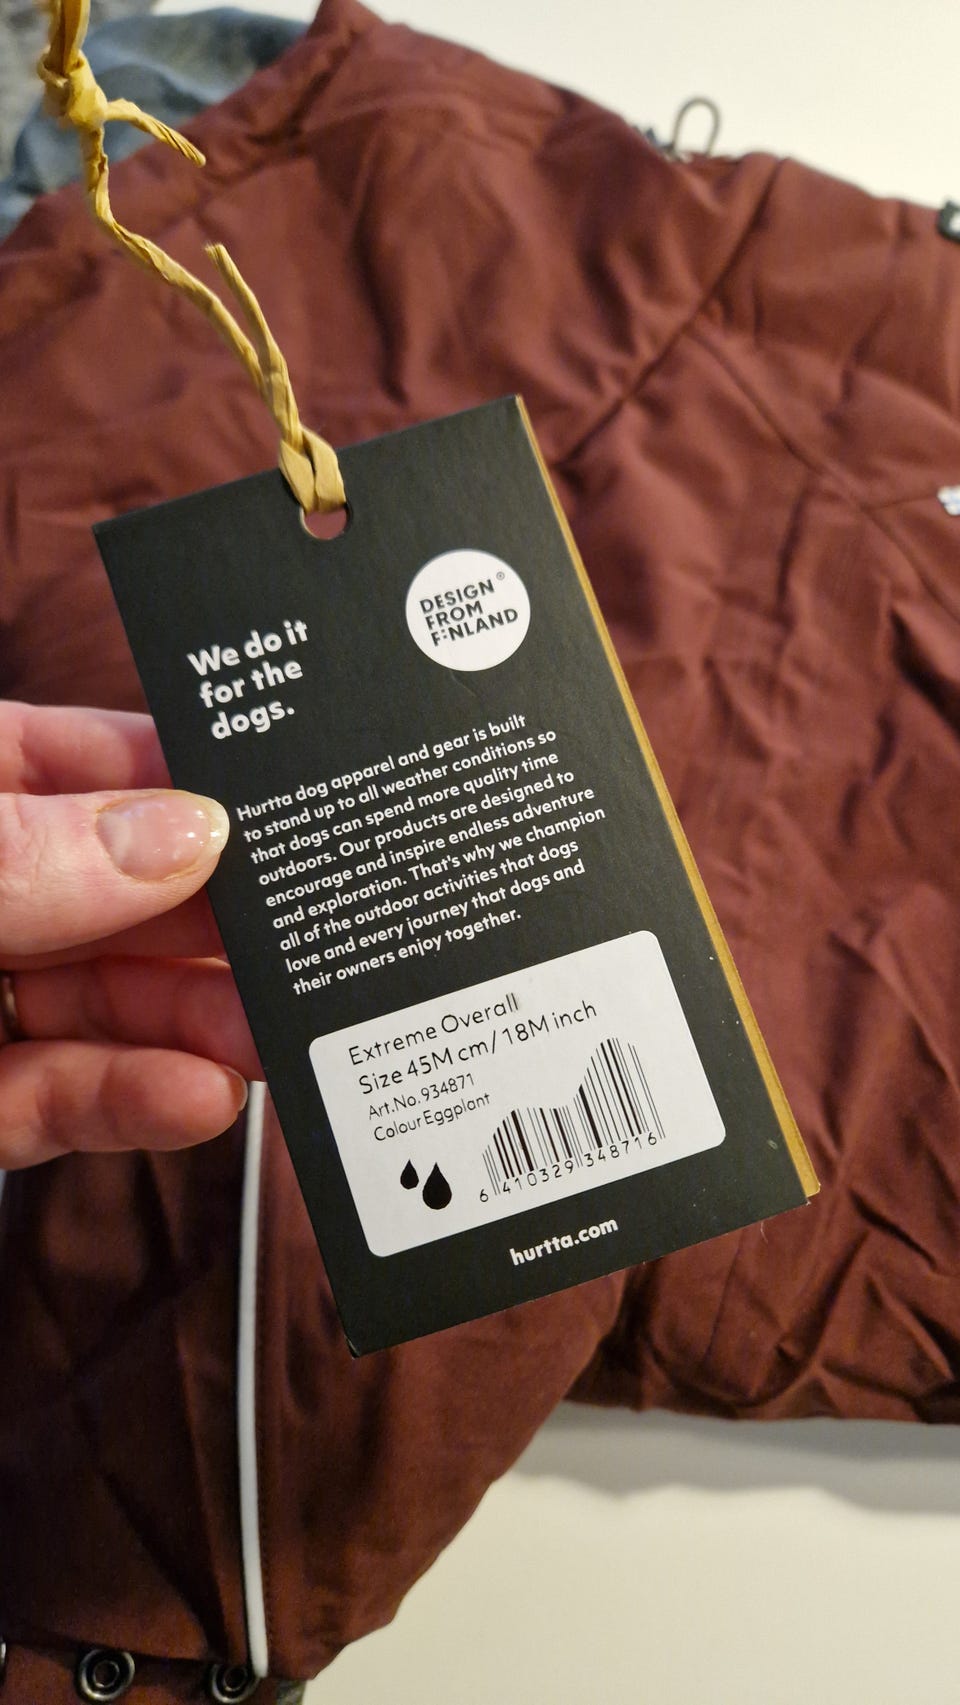 We do it
for the
dogs.
DESIGN®
FROM
FINLAND
Hurtta dog apparel and gear is built
to stand up to all weather conditions so
that dogs can spend more quality time
outdoors. Our products are designed to
encourage and inspire endless adventure
and exploration. That's why we champion
all of the outdoor activities that dogs
love and every journey that dogs and
their owners enjoy together.
Extreme Overall
Size 45M cm/18M inch
Art.No. 934871
Colour Eggplant
6 410329 348716
hurtta.com